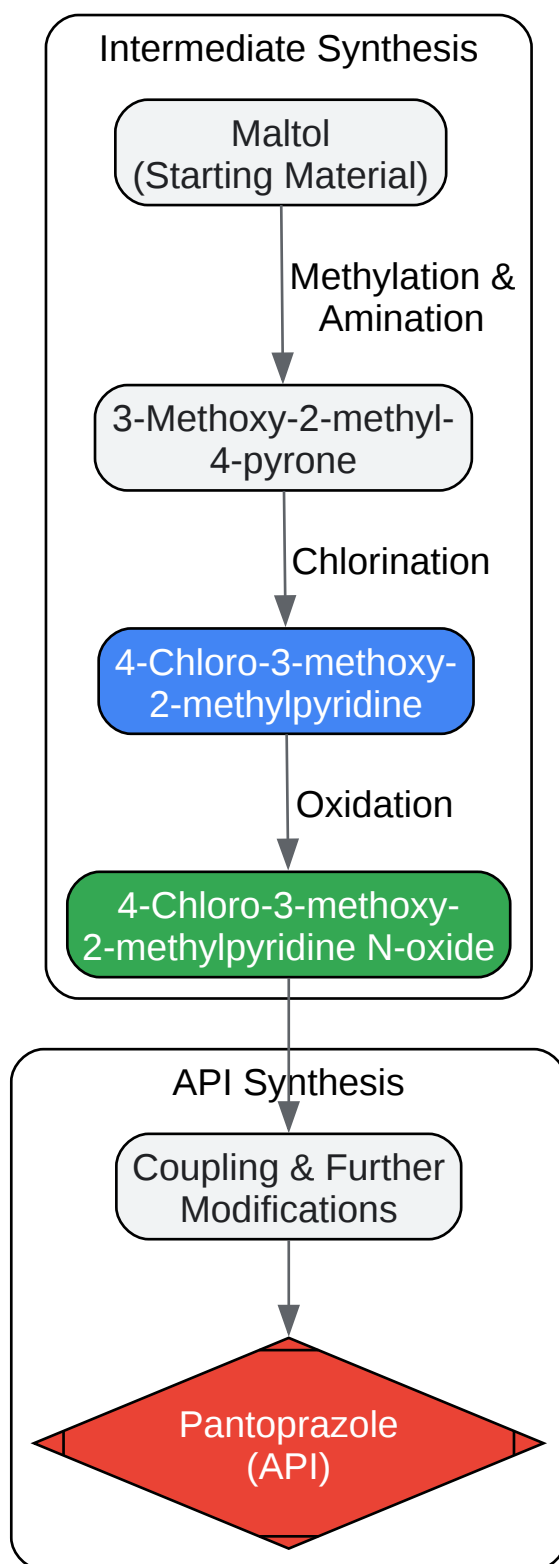 Intermediate Synthesis
Maltol
(Starting Material)
Methylation &
Amination
3-Methoxy-2-methyl-
4-pyrone
Chlorination
4-Chloro-3-methoxy-
2-methylpyridine
Oxidation
4-Chloro-3-methoxy-
2-methylpyridine N-oxide
API Synthesis
Coupling & Further
Modifications
Pantoprazole
(API)